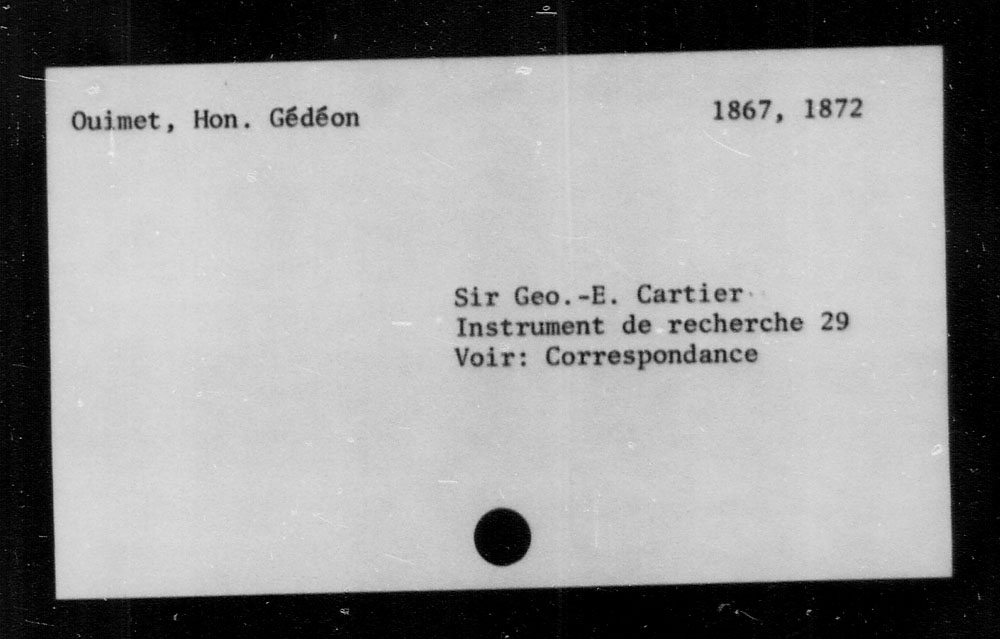 Ouimet, Hon. Gédéon 1867, 1872
Sir Geo.-E. Cartier
Instrument de recherche 29
Voir: Correspondance